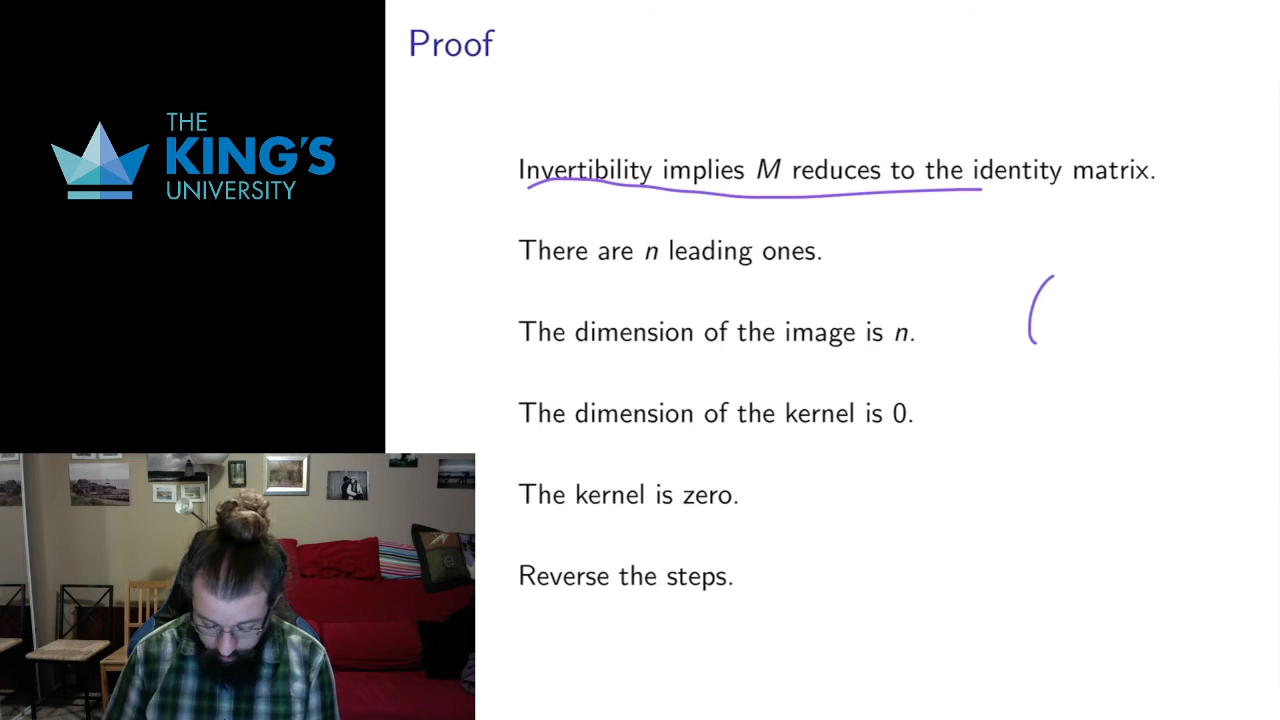 THE
KING'S
UNIVERSITY
Proof
Invertibility implies M reduces to the identity matrix.
There are n leading ones.
The dimension of the image is n.
The dimension of the kernel is 0.
The kernel is zero.
Reverse the steps.